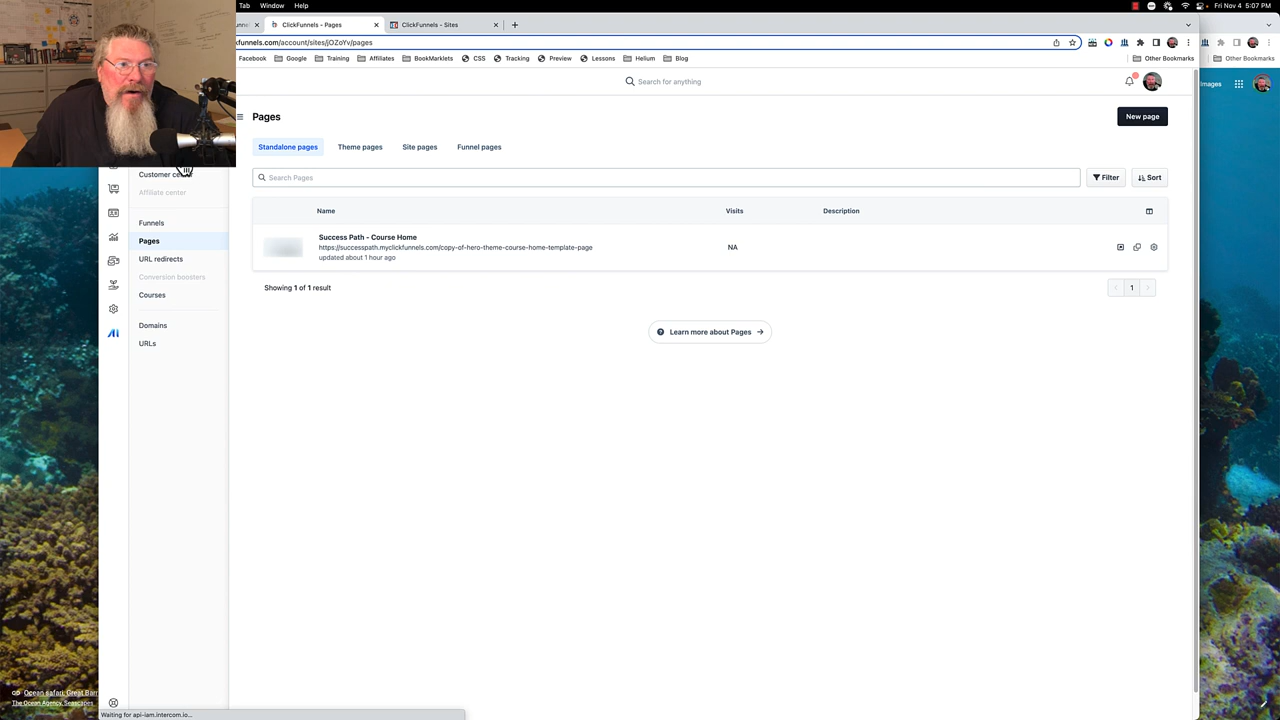 Tab Window Help
Fri Nov 4 5:07 PM
ClickFunnels - Pages
ClickFunnels - Sites
kfunnels.com/account/sites/jOZoYv/pages
Facebook Google Training Affiliates BookMarklets CSS Tracking Preview Lessons Helium Blog Other Bookmarks Other Bookmarks
Search for anything
Images
Pages
New page
Standalone pages Theme pages Site pages Funnel pages
Customer
Search Pages Filter Sort
Affiliate center
Name Visits Description
Funnels
Success Path - Course Home
Pages
https://successpath.myclickfunnels.com/copy-of-hero-theme-course-home-template-page NA
updated about 1 hour ago
URL redirects
Conversion boosters
Showing 1 of 1 result 1
Courses
Domains
Learn more about Pages
URLs
Ocean safari: Great Barr
The Ocean Agency, Seascapes
Waiting for api-iam.intercom.io...